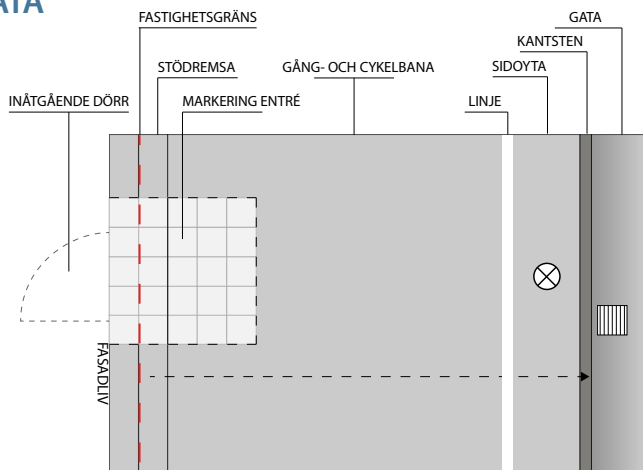 ATA
FASTIGHETSGRÄNS
GATA
KANTSTEN
STÖDREMSA
GÅNG- OCH CYKELBANA
SIDOYTA
INÅTGÅENDE DÖRR
MARKERING ENTRÉ
LINJE
FASADLIV